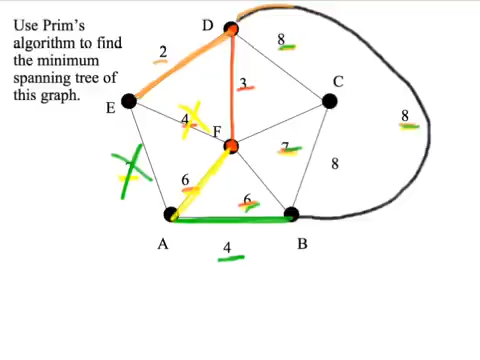 Use Prim's
algorithm to find
the minimum
spanning tree of
this graph.
D
2
8
3
C
E
4
F
8
7
8
6
6
A
4
B